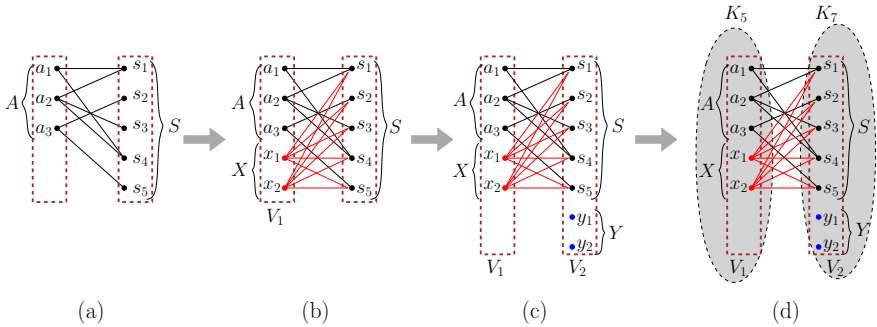 K₅ K₇
a₁ s₁ a₁ s₁ a₁ s₁ a₁ s₁
a₂ s₂ a₂ s₂ a₂ s₂ a₂ s₂
A S A S A S A S
a₃ s₃ a₃ s₃ a₃ s₃ a₃ s₃
s₄ x₁ s₄ x₁ s₄ x₁ s₄
X X X
s₅ x₂ s₅ x₂ s₅ x₂ s₅
V₁ y₁ y₁
Y Y
y₂ y₂
V₁ V₂ V₁ V₂
(a) (b) (c) (d)